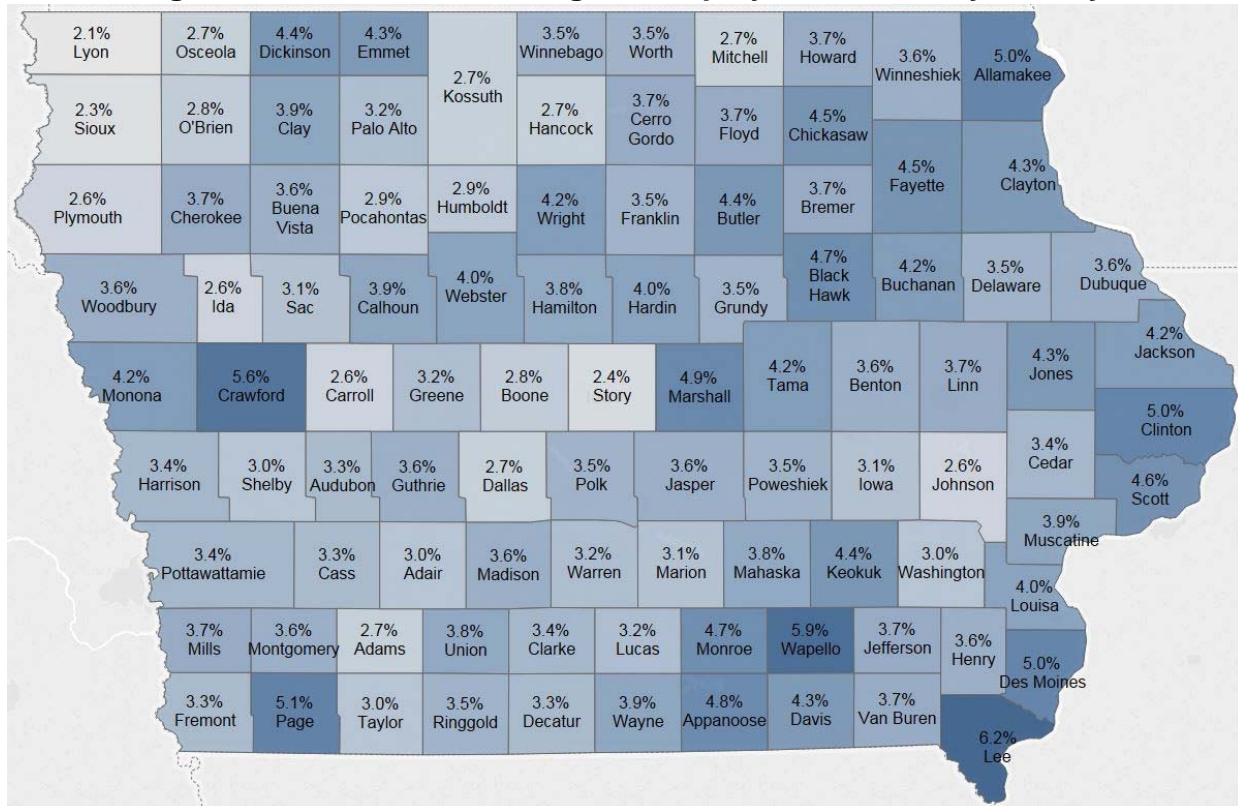 2.1%
Lyon
2.7%
Osceola
4.4%
Dickinson
4.3%
Emmet
2.7%
Kossuth
3.5%
Winnebago
3.5%
Worth
2.7%
Mitchell
3.7%
Howard
3.6%
Winneshiek
5.0%
Allamakee
2.3%
Sioux
2.8%
O'Brien
3.9%
Clay
3.2%
Palo Alto
2.7%
Hancock
3.7%
Cerro
Gordo
3.7%
Floyd
4.5%
Chickasaw
4.5%
Fayette
4.3%
Clayton
2.6%
Plymouth
3.7%
Cherokee
3.6%
Buena
Vista
2.9%
Pocahontas
2.9%
Humboldt
4.2%
Wright
3.5%
Franklin
4.4%
Butler
3.7%
Bremer
3.6%
Woodbury
2.6%
Ida
3.1%
Sac
3.9%
Calhoun
4.0%
Webster
3.8%
Hamilton
4.0%
Hardin
3.5%
Grundy
4.7%
Black
Hawk
4.2%
Buchanan
3.5%
Delaware
3.6%
Dubuque
4.2%
Monona
5.6%
Crawford
2.6%
Carroll
3.2%
Greene
2.8%
Boone
2.4%
Story
4.9%
Marshall
4.2%
Tama
3.6%
Benton
3.7%
Linn
4.3%
Jones
4.2%
Jackson
5.0%
Clinton
3.4%
Harrison
3.0%
Shelby
3.3%
Audubon
3.6%
Guthrie
2.7%
Dallas
3.5%
Polk
3.6%
Jasper
3.5%
Poweshiek
3.1%
Iowa
2.6%
Johnson
3.4%
Cedar
4.6%
Scott
3.9%
Muscatine
3.4%
Pottawattamie
3.3%
Cass
3.0%
Adair
3.6%
Madison
3.2%
Warren
3.1%
Marion
3.8%
Mahaska
4.4%
Keokuk
3.0%
Washington
4.0%
Louisa
3.7%
Mills
3.6%
Montgomery
2.7%
Adams
3.8%
Union
3.4%
Clarke
3.2%
Lucas
4.7%
Monroe
5.9%
Wapello
3.7%
Jefferson
3.6%
Henry
5.0%
Des Moines
3.3%
Fremont
5.1%
Page
3.0%
Taylor
3.5%
Ringgold
3.3%
Decatur
3.9%
Wayne
4.8%
Appanoose
4.3%
Davis
3.7%
Van Buren
6.2%
Lee